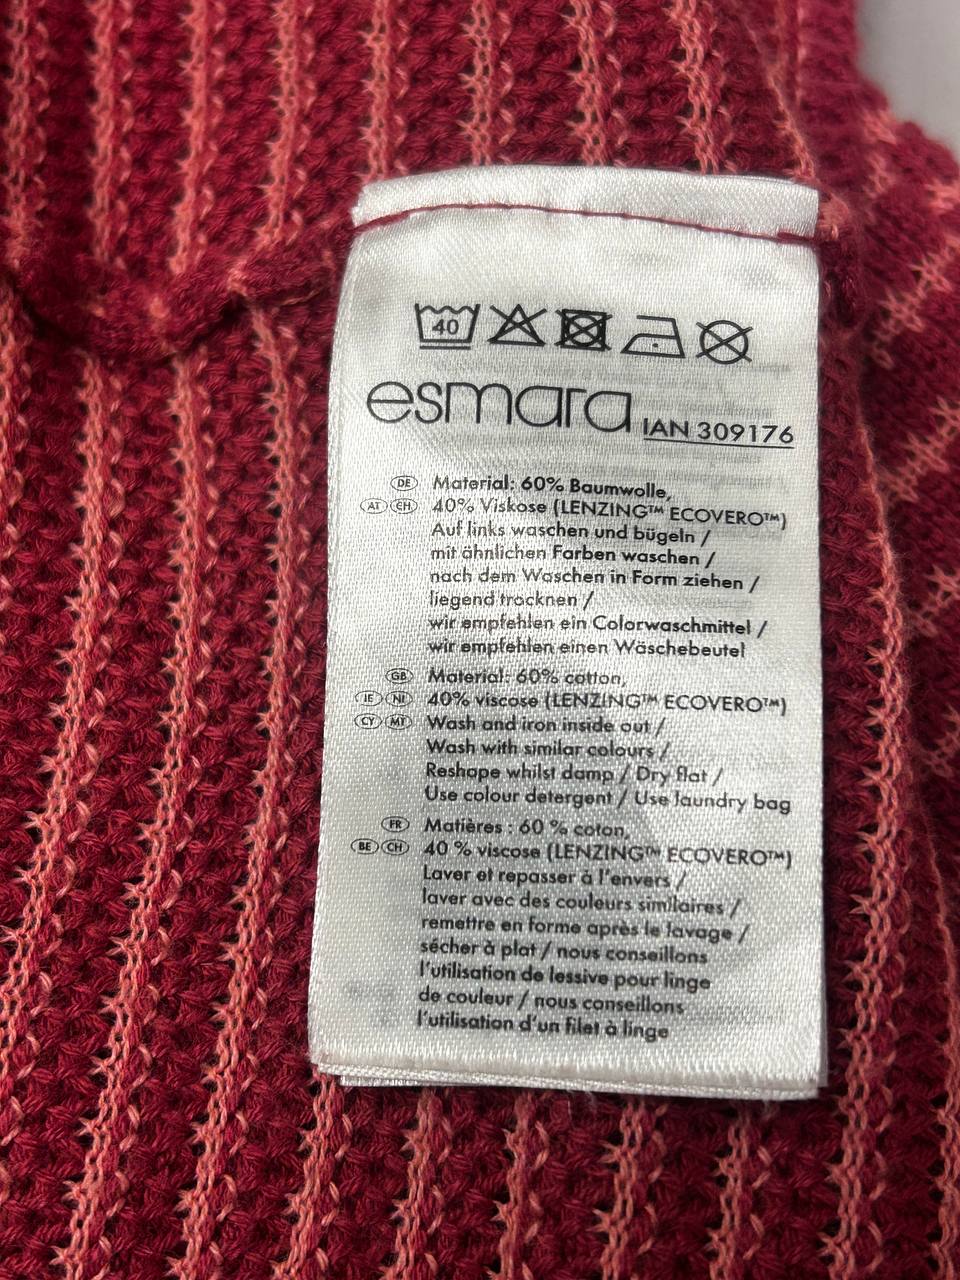 40
esmara IAN 309176
DE Material: 60% Baumwolle,
AT CH 40% Viskose (LENZING™ ECOVERO™)
Auf links waschen und bügeln /
mit ähnlichen Farben waschen /
nach dem Waschen in Form ziehen /
liegend trocknen /
wir empfehlen ein Colorwaschmittel /
wir empfehlen einen Wäschebeutel
GB Material: 60% cotton,
IE NI 40% viscose (LENZING™ ECOVERO™)
CY MT Wash and iron inside out /
Wash with similar colours /
Reshape whilst damp / Dry flat /
Use colour detergent / Use laundry bag
FR Matières : 60 % coton,
BE CH 40 % viscose (LENZING™ ECOVERO™)
Laver et repasser à l'envers /
laver avec des couleurs similaires /
remettre en forme après le lavage /
sécher à plat / nous conseillons
l'utilisation de lessive pour linge
de couleur / nous conseillons
l'utilisation d'un filet à linge